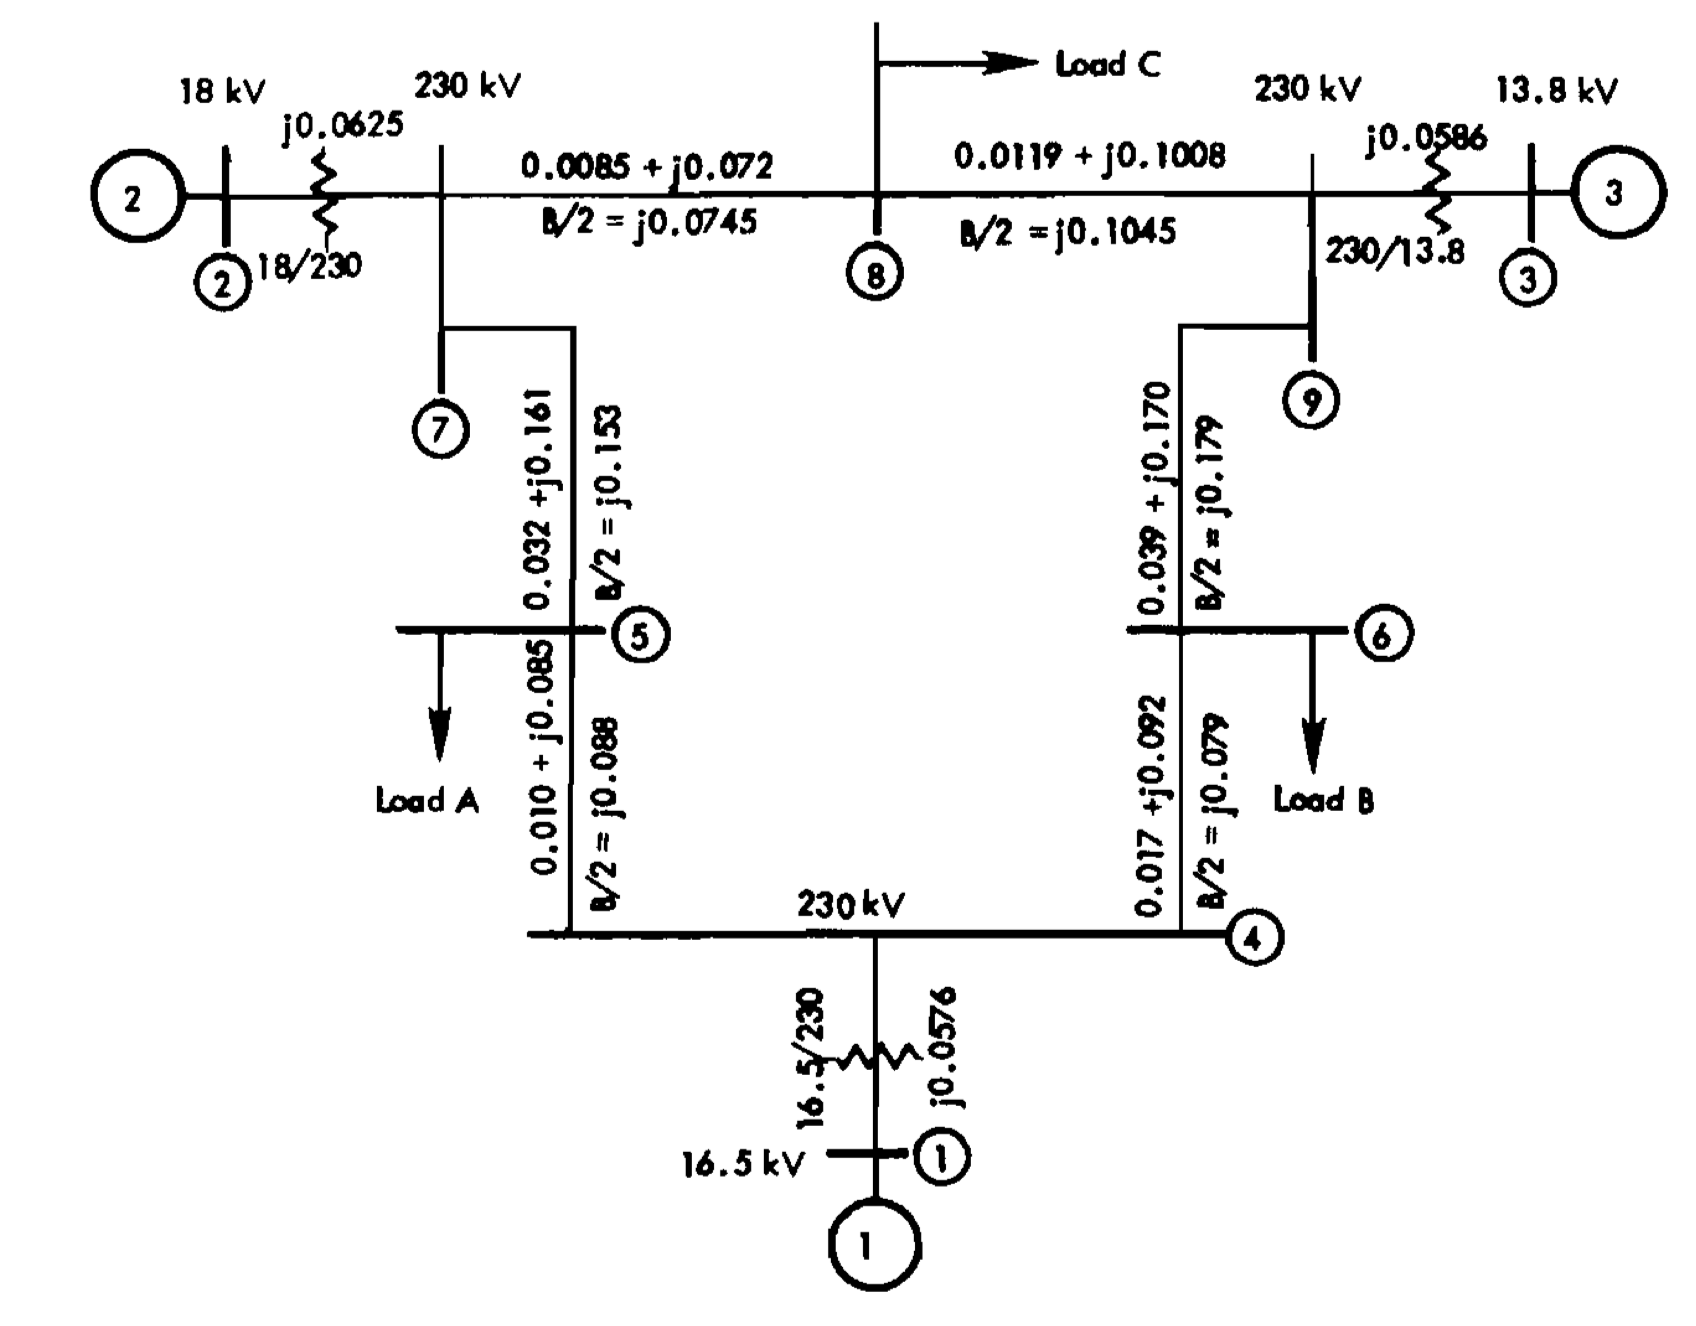 Load C
18 kV
230 kV
230 kV
13.8 kV
j0.0625
j0.0586
0.0085 + j0.072
0.0119 + j0.1008
2
3
B/2 = j0.0745
B/2 = j0.1045
18/230
230/13.8
2
8
3
7
9
0.032 + j0.161
B/2 = j0.153
0.039 + j0.170
B/2 = j0.179
5
6
0.010 + j0.085
B/2 = j0.088
0.017 + j0.092
B/2 = j0.079
Load A
Load B
230 kV
4
16.5/230
j0.0576
16.5 kV
1
1